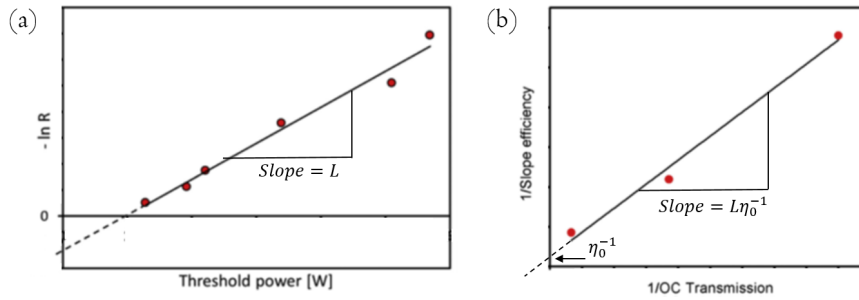 (a)
- ln R
0
Slope = L
Threshold power [W]
(b)
1/Slope efficiency
Slope = Lη₀⁻¹
η₀⁻¹
1/OC Transmission